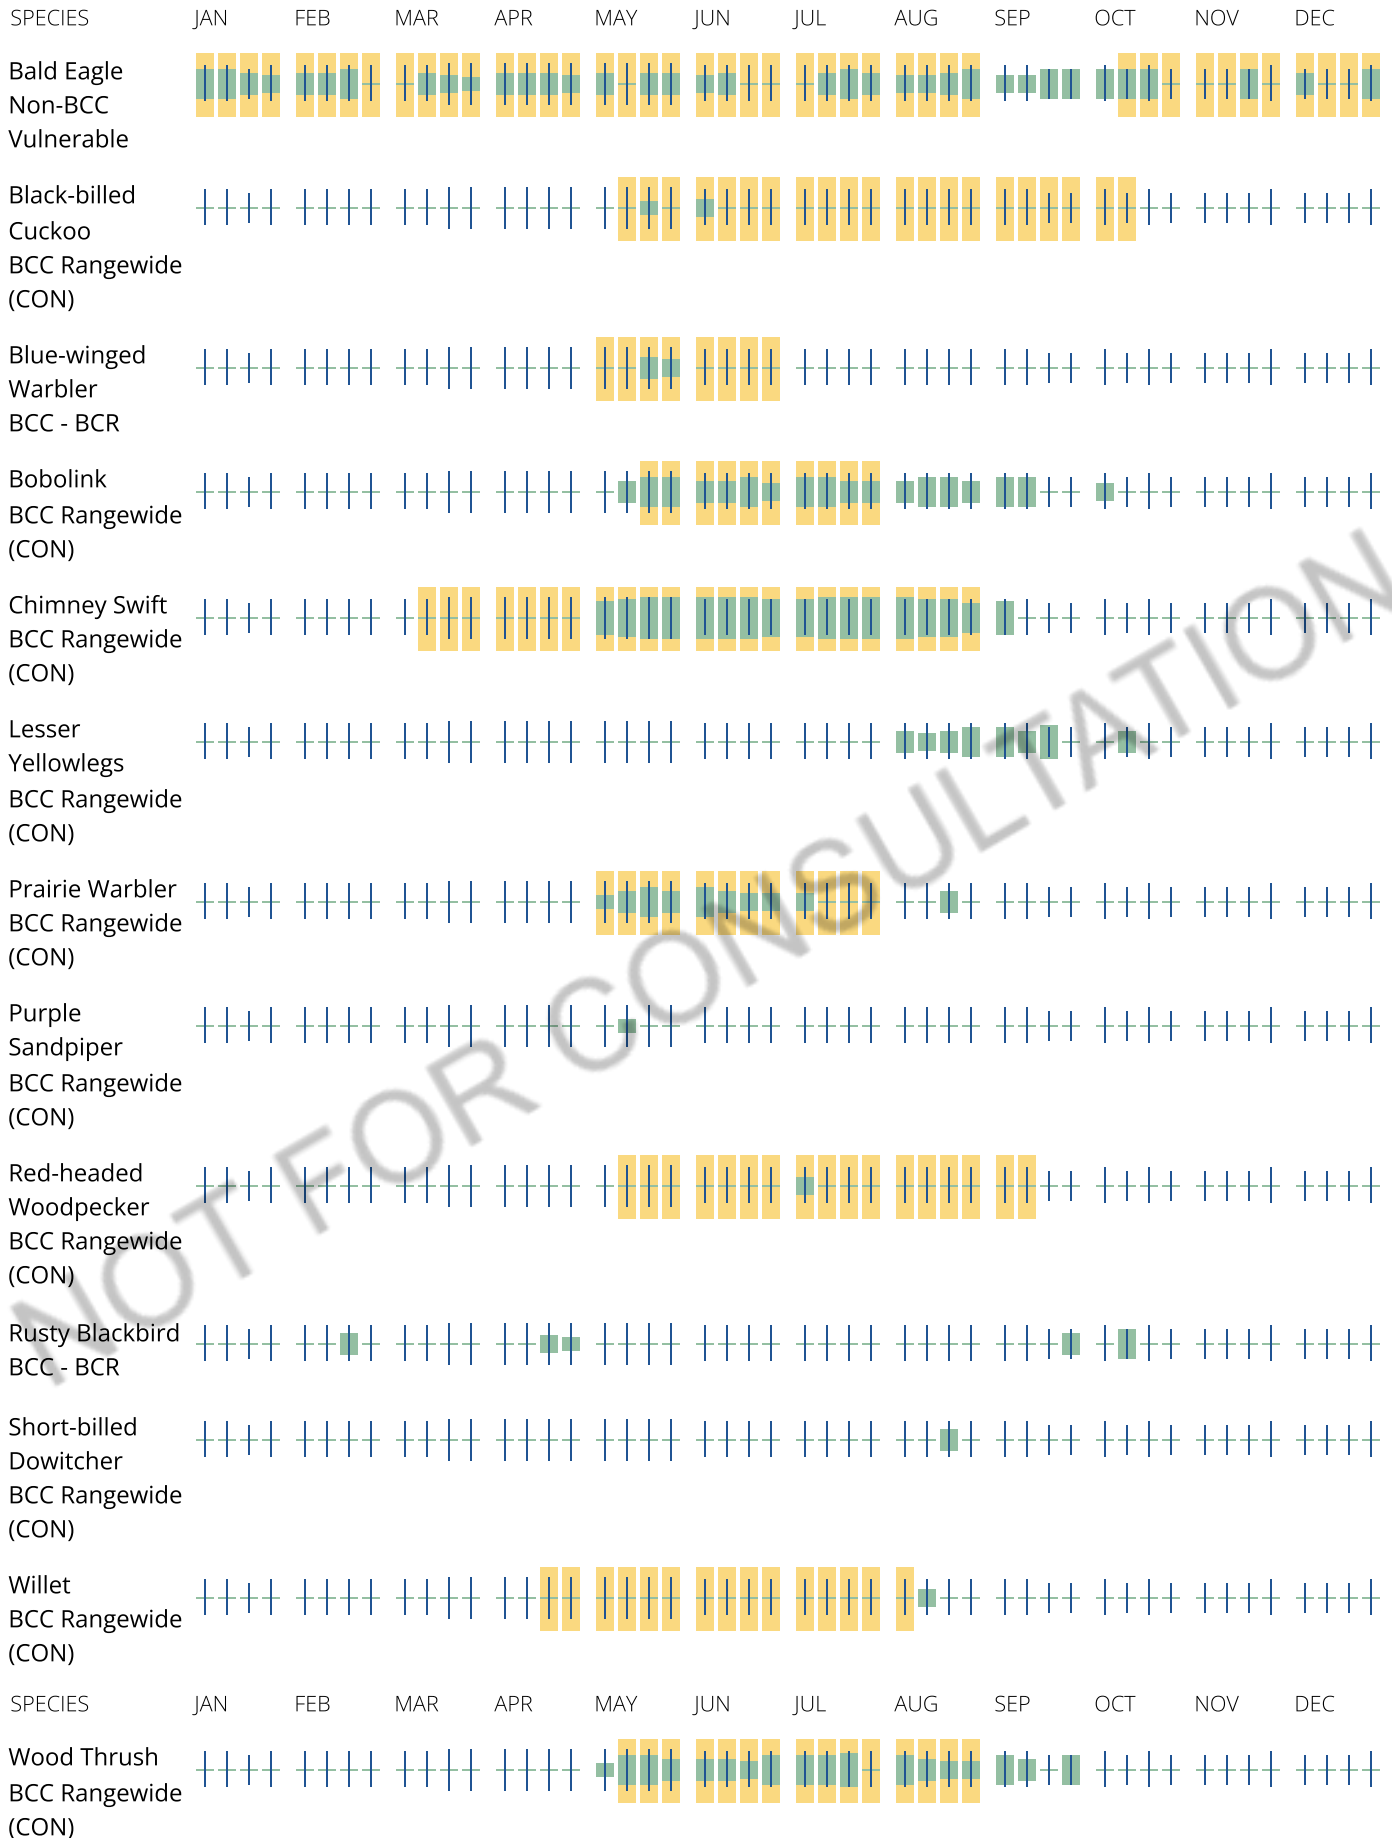 SPECIES JAN FEB MAR APR MAY JUN JUL AUG SEP OCT NOV DEC
Bald Eagle
Non-BCC
Vulnerable
Black-billed
Cuckoo
BCC Rangewide
(CON)
Blue-winged
Warbler
BCC - BCR
Bobolink
BCC Rangewide
(CON)
Chimney Swift
BCC Rangewide
(CON)
Lesser
Yellowlegs
BCC Rangewide
(CON)
Prairie Warbler
BCC Rangewide
(CON)
Purple
Sandpiper
BCC Rangewide
(CON)
Red-headed
Woodpecker
BCC Rangewide
(CON)
Rusty Blackbird
BCC - BCR
Short-billed
Dowitcher
BCC Rangewide
(CON)
Willet
BCC Rangewide
(CON)
SPECIES JAN FEB MAR APR MAY JUN JUL AUG SEP OCT NOV DEC
Wood Thrush
BCC Rangewide
(CON)
NOT FOR CONSULTATION